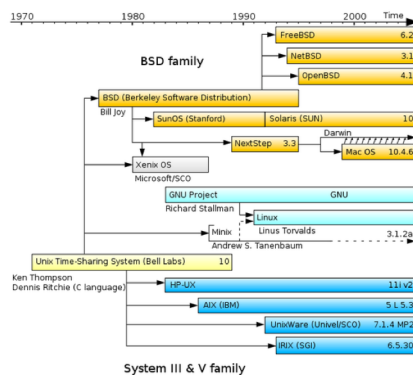 1970 1980 1990 2000 Time
FreeBSD 6.2
BSD family
NetBSD 3.1
OpenBSD 4.1
BSD (Berkeley Software Distribution)
Bill Joy
SunOS (Stanford) Solaris (SUN) 10
Darwin
NextStep 3.3
Mac OS 10.4.6
Xenix OS
Microsoft/SCO
GNU Project GNU
Richard Stallman
Linux
Minix Linus Torvalds
3.1.2a
Andrew S. Tanenbaum
Unix Time-Sharing System (Bell Labs) 10
Ken Thompson
Dennis Ritchie (C language)
HP-UX 11i v2
AIX (IBM) 5 L 5.3
UnixWare (Univel/SCO) 7.1.4 MP2
IRIX (SGI) 6.5.30
System III & V family